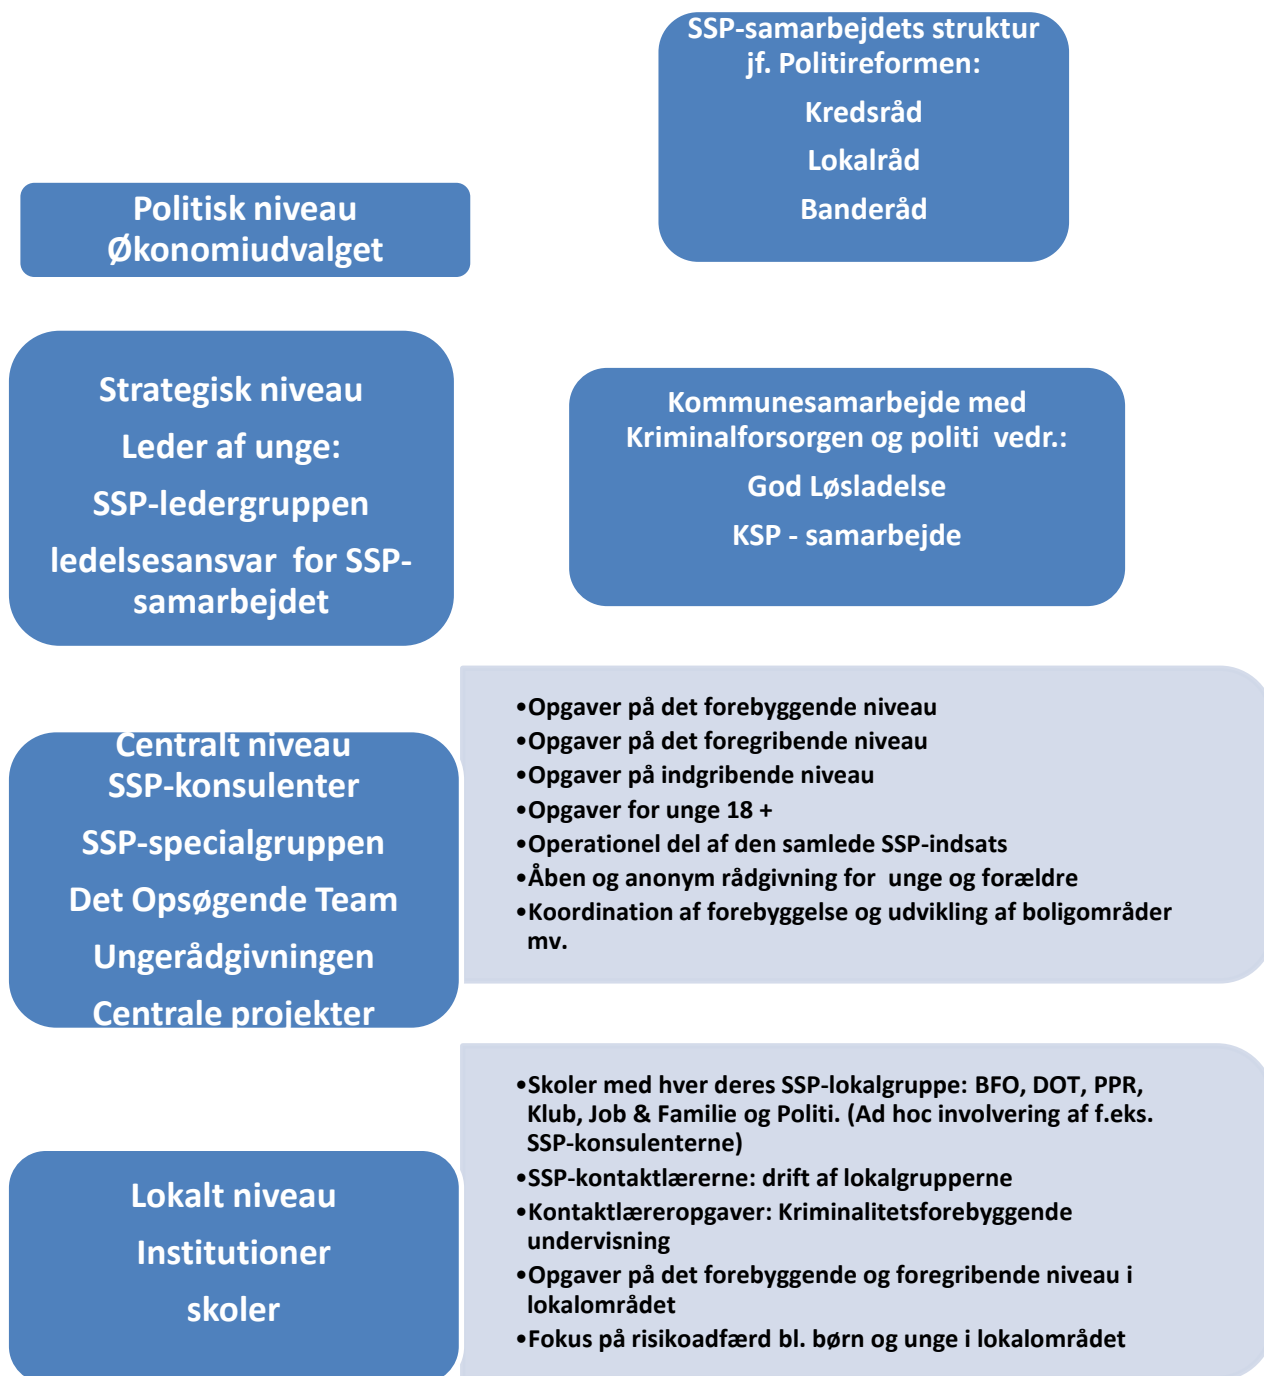 SSP-samarbejdets struktur
jf. Politireformen:
Kredsråd
Lokalråd
Banderåd
Politisk niveau
Økonomiudvalget
Strategisk niveau
Leder af unge:
SSP-ledergruppen
ledelsesansvar  for SSP-
samarbejdet
Kommunesamarbejde med
Kriminalforsorgen og politi  vedr.:
God Løsladelse
KSP - samarbejde
Centralt niveau
SSP-konsulenter
SSP-specialgruppen
Det Opsøgende Team
Ungerådgivningen
Centrale projekter
•Opgaver på det forebyggende niveau
•Opgaver på det foregribende niveau
•Opgaver på indgribende niveau
•Opgaver for unge 18 +
•Operationel del af den samlede SSP-indsats
•Åben og anonym rådgivning for  unge og forældre
•Koordination af forebyggelse og udvikling af boligområder
mv.
Lokalt niveau
Institutioner
skoler
•Skoler med hver deres SSP-lokalgruppe: BFO, DOT, PPR,
Klub, Job & Familie og Politi. (Ad hoc involvering af f.eks.
SSP-konsulenterne)
•SSP-kontaktlærerne: drift af lokalgrupperne
•Kontaktlæreropgaver: Kriminalitetsforebyggende
undervisning
•Opgaver på det forebyggende og foregribende niveau i
lokalområdet
•Fokus på risikoadfærd bl. børn og unge i lokalområdet